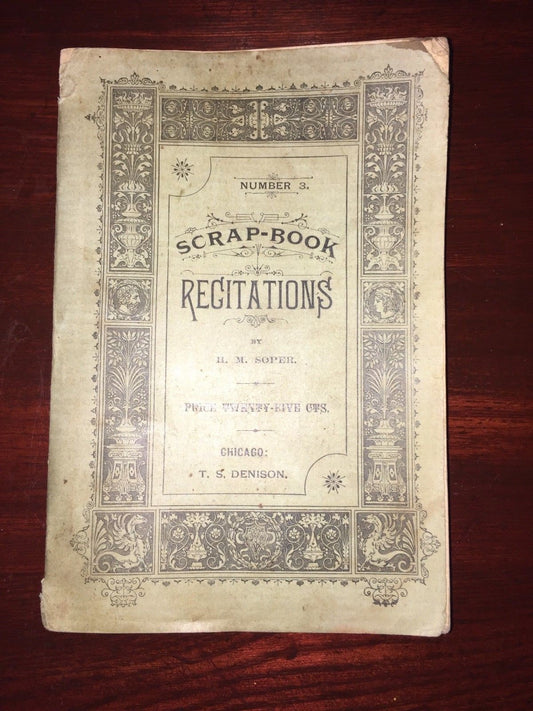 NUMBER 3.
SCRAP-BOOK
RECITATIONS
BY
H. M. SOPER.
PRICE TWENTY-FIVE CTS.
CHICAGO:
T. S. DENISON.